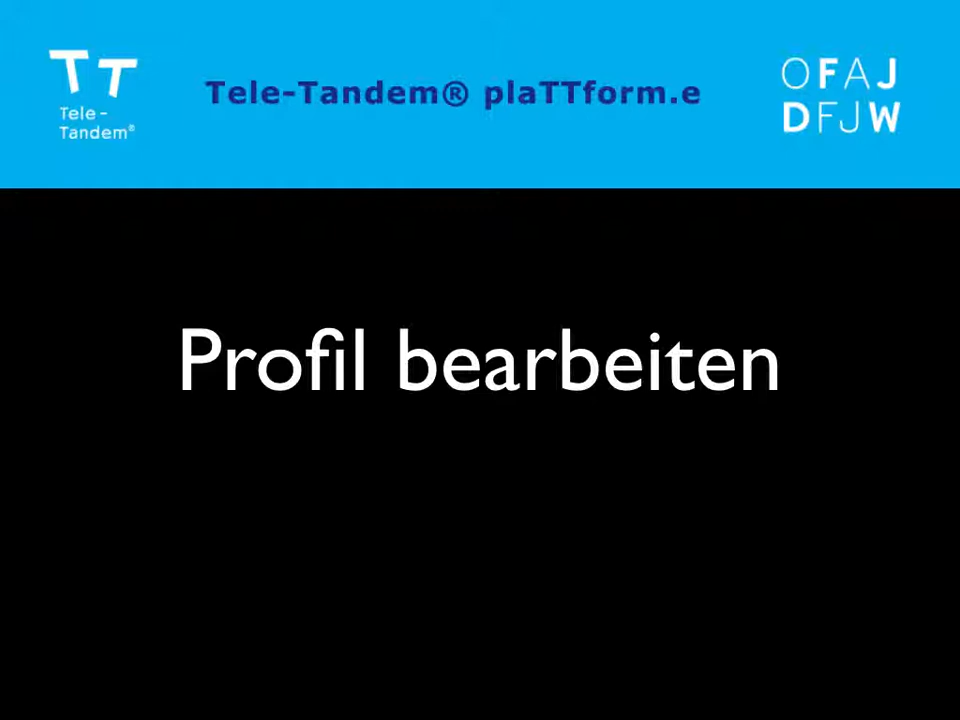 TT
Tele-
Tandem®
Tele-Tandem® plaTTform.e
OFAJ
DFJW
Profil bearbeiten